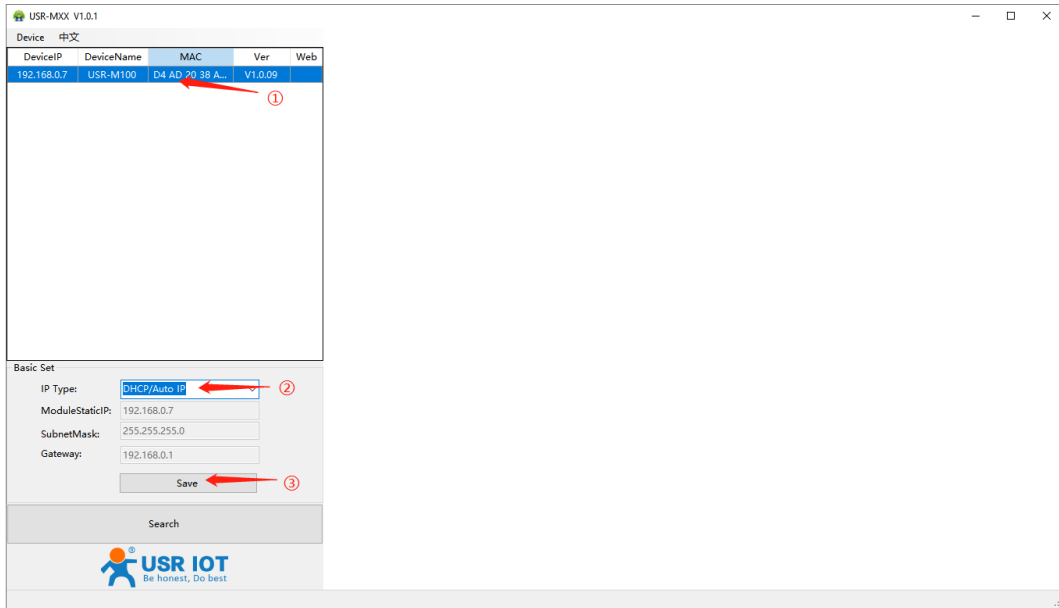 USR-MXX V1.0.1
Device 中文
DeviceIP DeviceName MAC Ver Web
192.168.0.7 USR-M100 D4 AD 20 38 A... V1.0.09
①
Basic Set
IP Type: DHCP/Auto IP ②
ModuleStaticIP: 192.168.0.7
SubnetMask: 255.255.255.0
Gateway: 192.168.0.1
Save ③
Search
® USR IOT
Be honest, Do best